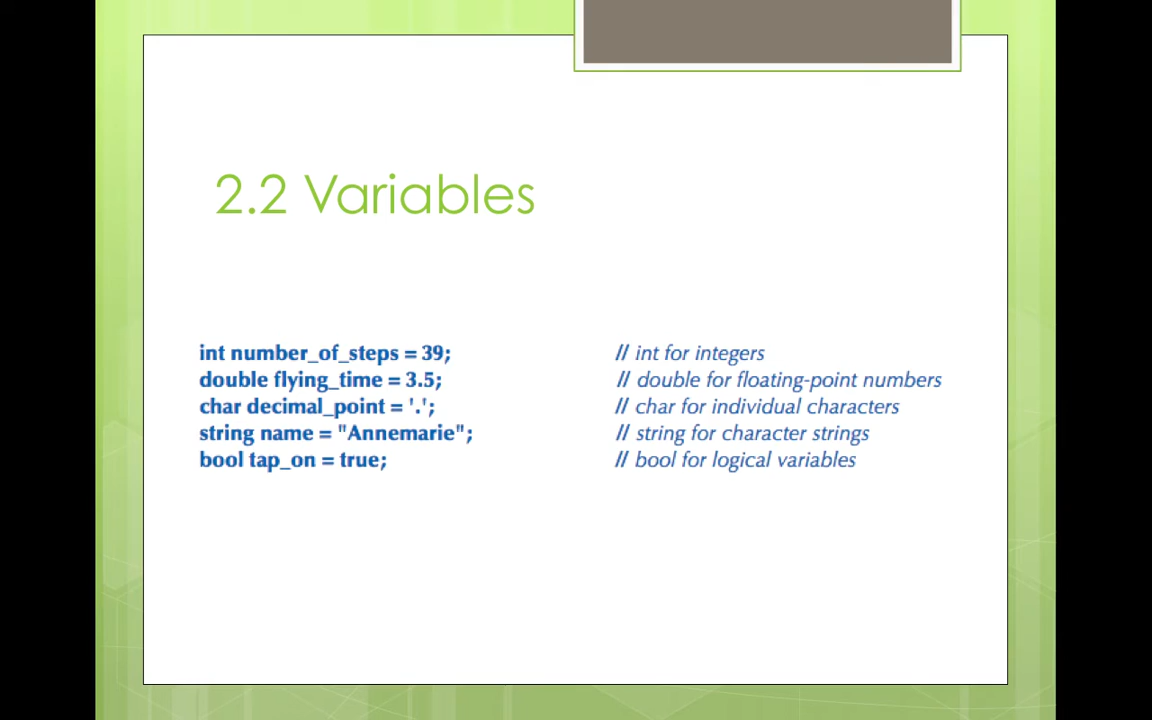 2.2 Variables
int number_of_steps = 39; // int for integers
double flying_time = 3.5; // double for floating-point numbers
char decimal_point = '.'; // char for individual characters
string name = "Annemarie"; // string for character strings
bool tap_on = true; // bool for logical variables